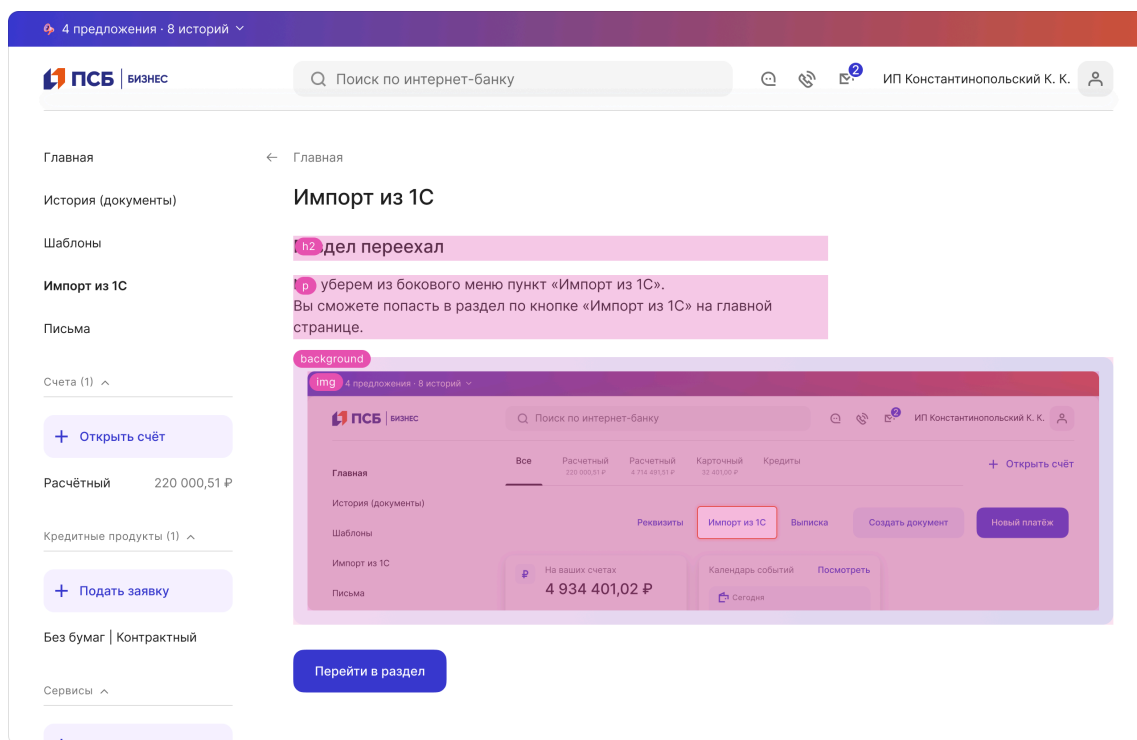 4 предложения · 8 историй
ПСБ БИЗНЕС
Поиск по интернет-банку
2
ИП Константинопольский К. К.
Главная
История (документы)
Шаблоны
Импорт из 1С
Письма
Счета (1)
Открыть счёт
Расчётный 220 000,51 ₽
Кредитные продукты (1)
Подать заявку
Без бумаг | Контрактный
Сервисы
Главная
Импорт из 1С
h2
дел переехал
p
уберем из бокового меню пункт «Импорт из 1С».
Вы сможете попасть в раздел по кнопке «Импорт из 1С» на главной
странице.
background
img
4 предложения · 8 историй
ПСБ БИЗНЕС
Поиск по интернет-банку
2
ИП Константинопольский К. К.
Главная
История (документы)
Шаблоны
Импорт из 1С
Письма
Все
Расчетный
220 000,51 ₽
Расчетный
4 714 491,51 ₽
Карточный
32 401,00 ₽
Кредиты
Открыть счёт
Реквизиты
Импорт из 1С
Выписка
Создать документ
Новый платёж
На ваших счетах
4 934 401,02 ₽
Календарь событий
Посмотреть
Сегодня
Перейти в раздел